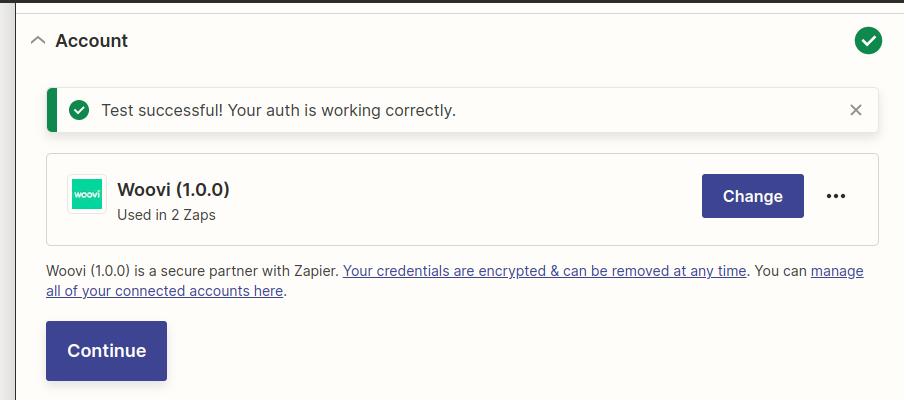 Account
Test successful! Your auth is working correctly.
woovi
Woovi (1.0.0)
Used in 2 Zaps
Change
Woovi (1.0.0) is a secure partner with Zapier. Your credentials are encrypted & can be removed at any time. You can manage
all of your connected accounts here.
Continue